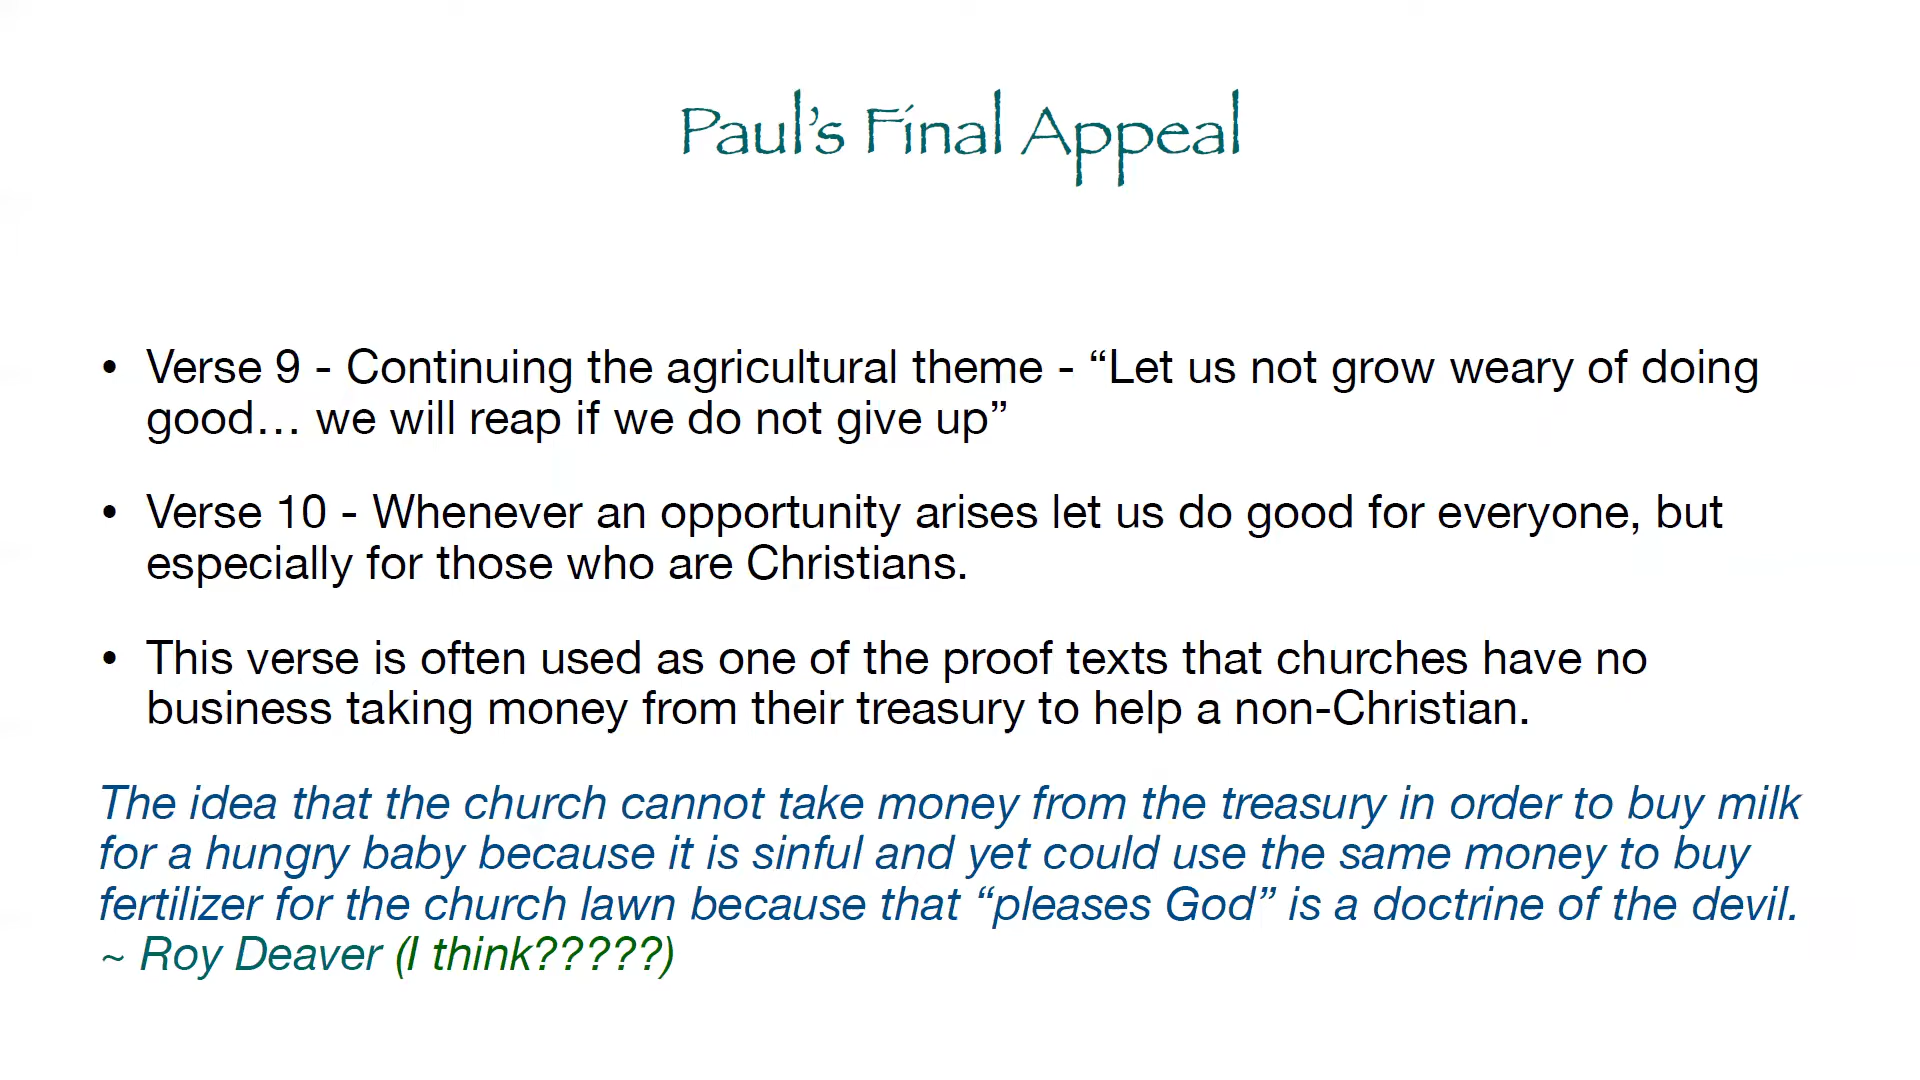 Paul’s Final Appeal
• Verse 9 - Continuing the agricultural theme - “Let us not grow weary of doing
good… we will reap if we do not give up”
• Verse 10 - Whenever an opportunity arises let us do good for everyone, but
especially for those who are Christians.
• This verse is often used as one of the proof texts that churches have no
business taking money from their treasury to help a non-Christian.
The idea that the church cannot take money from the treasury in order to buy milk
for a hungry baby because it is sinful and yet could use the same money to buy
fertilizer for the church lawn because that “pleases God” is a doctrine of the devil.
~ Roy Deaver (I think?????)